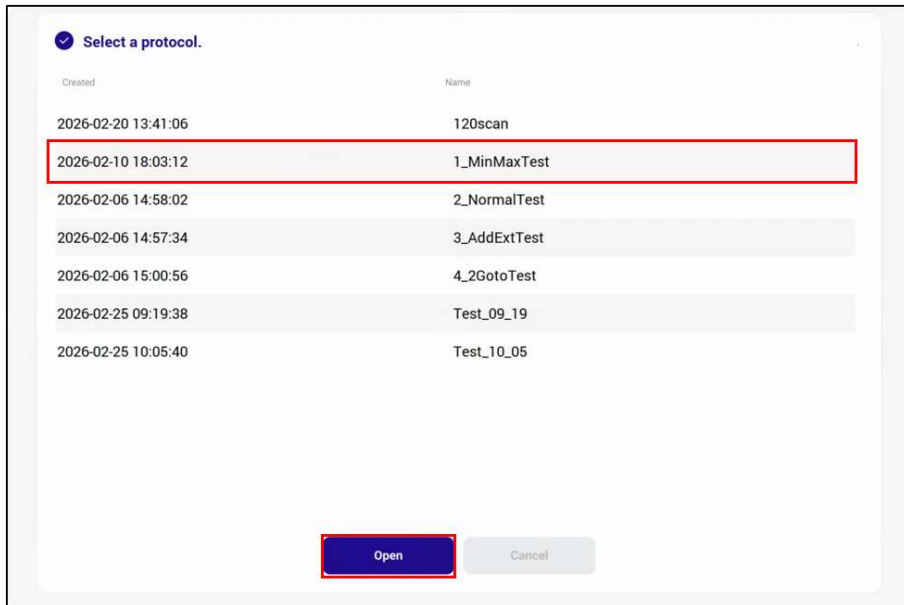 Select a protocol.
Created Name
2026-02-20 13:41:06 120scan
2026-02-10 18:03:12 1_MinMaxTest
2026-02-06 14:58:02 2_NormalTest
2026-02-06 14:57:34 3_AddExtTest
2026-02-06 15:00:56 4_2GotoTest
2026-02-25 09:19:38 Test_09_19
2026-02-25 10:05:40 Test_10_05
Open Cancel